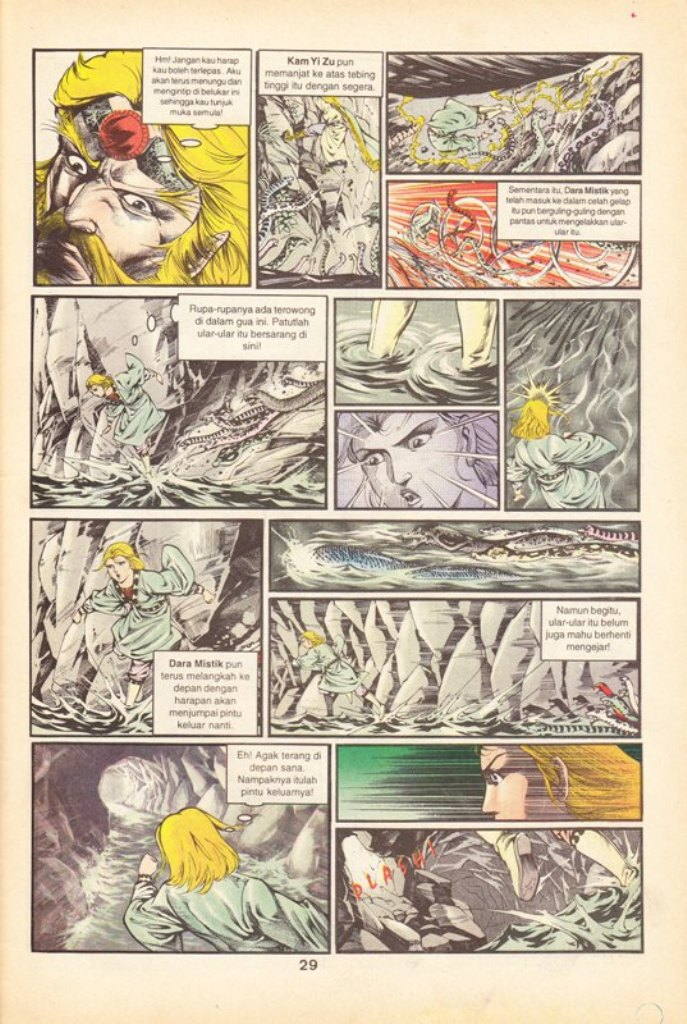 Hm! Jangan kau harap
kau boleh terlepas. Aku
akan terus menungu dan
mengintip di belukar ini
sehingga kau tunjuk
muka semula!
Kam Yi Zu pun
memanjat ke atas tebing
tinggi itu dengan segera.
Sementara itu, Dara Mistik yang
telah masuk ke dalam celah gelap
itu pun berguling-guling dengan
pantas untuk mengelakkan ular-
ular itu.
Rupa-rupanya ada terowong
di dalam gua ini. Patutlah
ular-ular itu bersarang di
sini!
Dara Mistik pun
terus melangkah ke
depan dengan
harapan akan
menjumpai pintu
keluar nanti.
Namun begitu,
ular-ular itu belum
juga mahu berhenti
mengejar!
Eh! Agak terang di
depan sana.
Nampaknya itulah
pintu keluarnya!
PLASH!
29